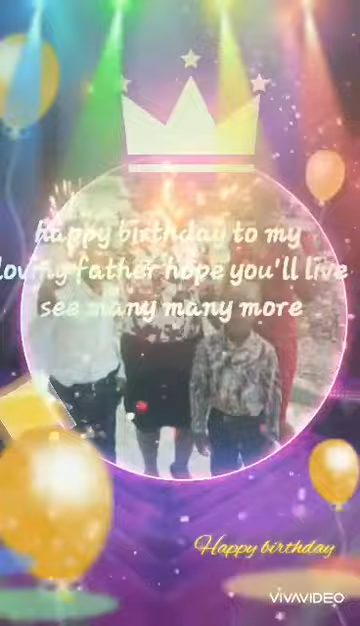 happy birthday to my
loving father hope you'll live
see many many more
Happy birthday
VIVAVIDEO